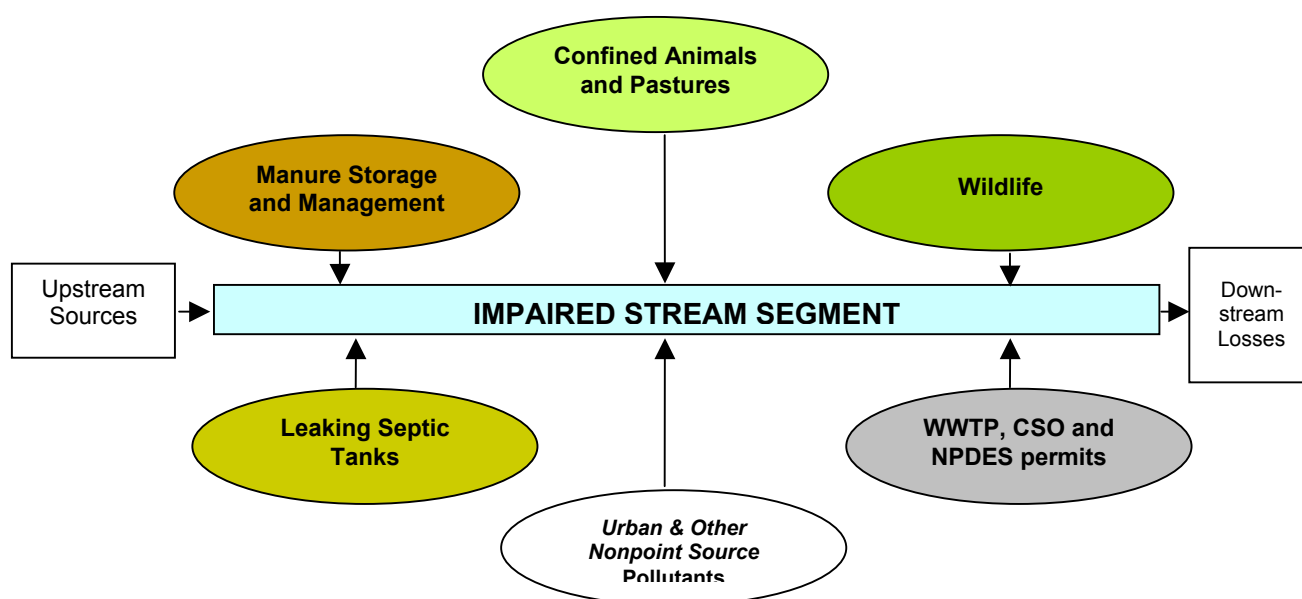 Confined Animals
and Pastures
Manure Storage
and Management
Wildlife
Upstream
Sources
IMPAIRED STREAM SEGMENT
Down-
stream
Losses
Leaking Septic
Tanks
WWTP, CSO and
NPDES permits
Urban & Other
Nonpoint Source
Pollutants